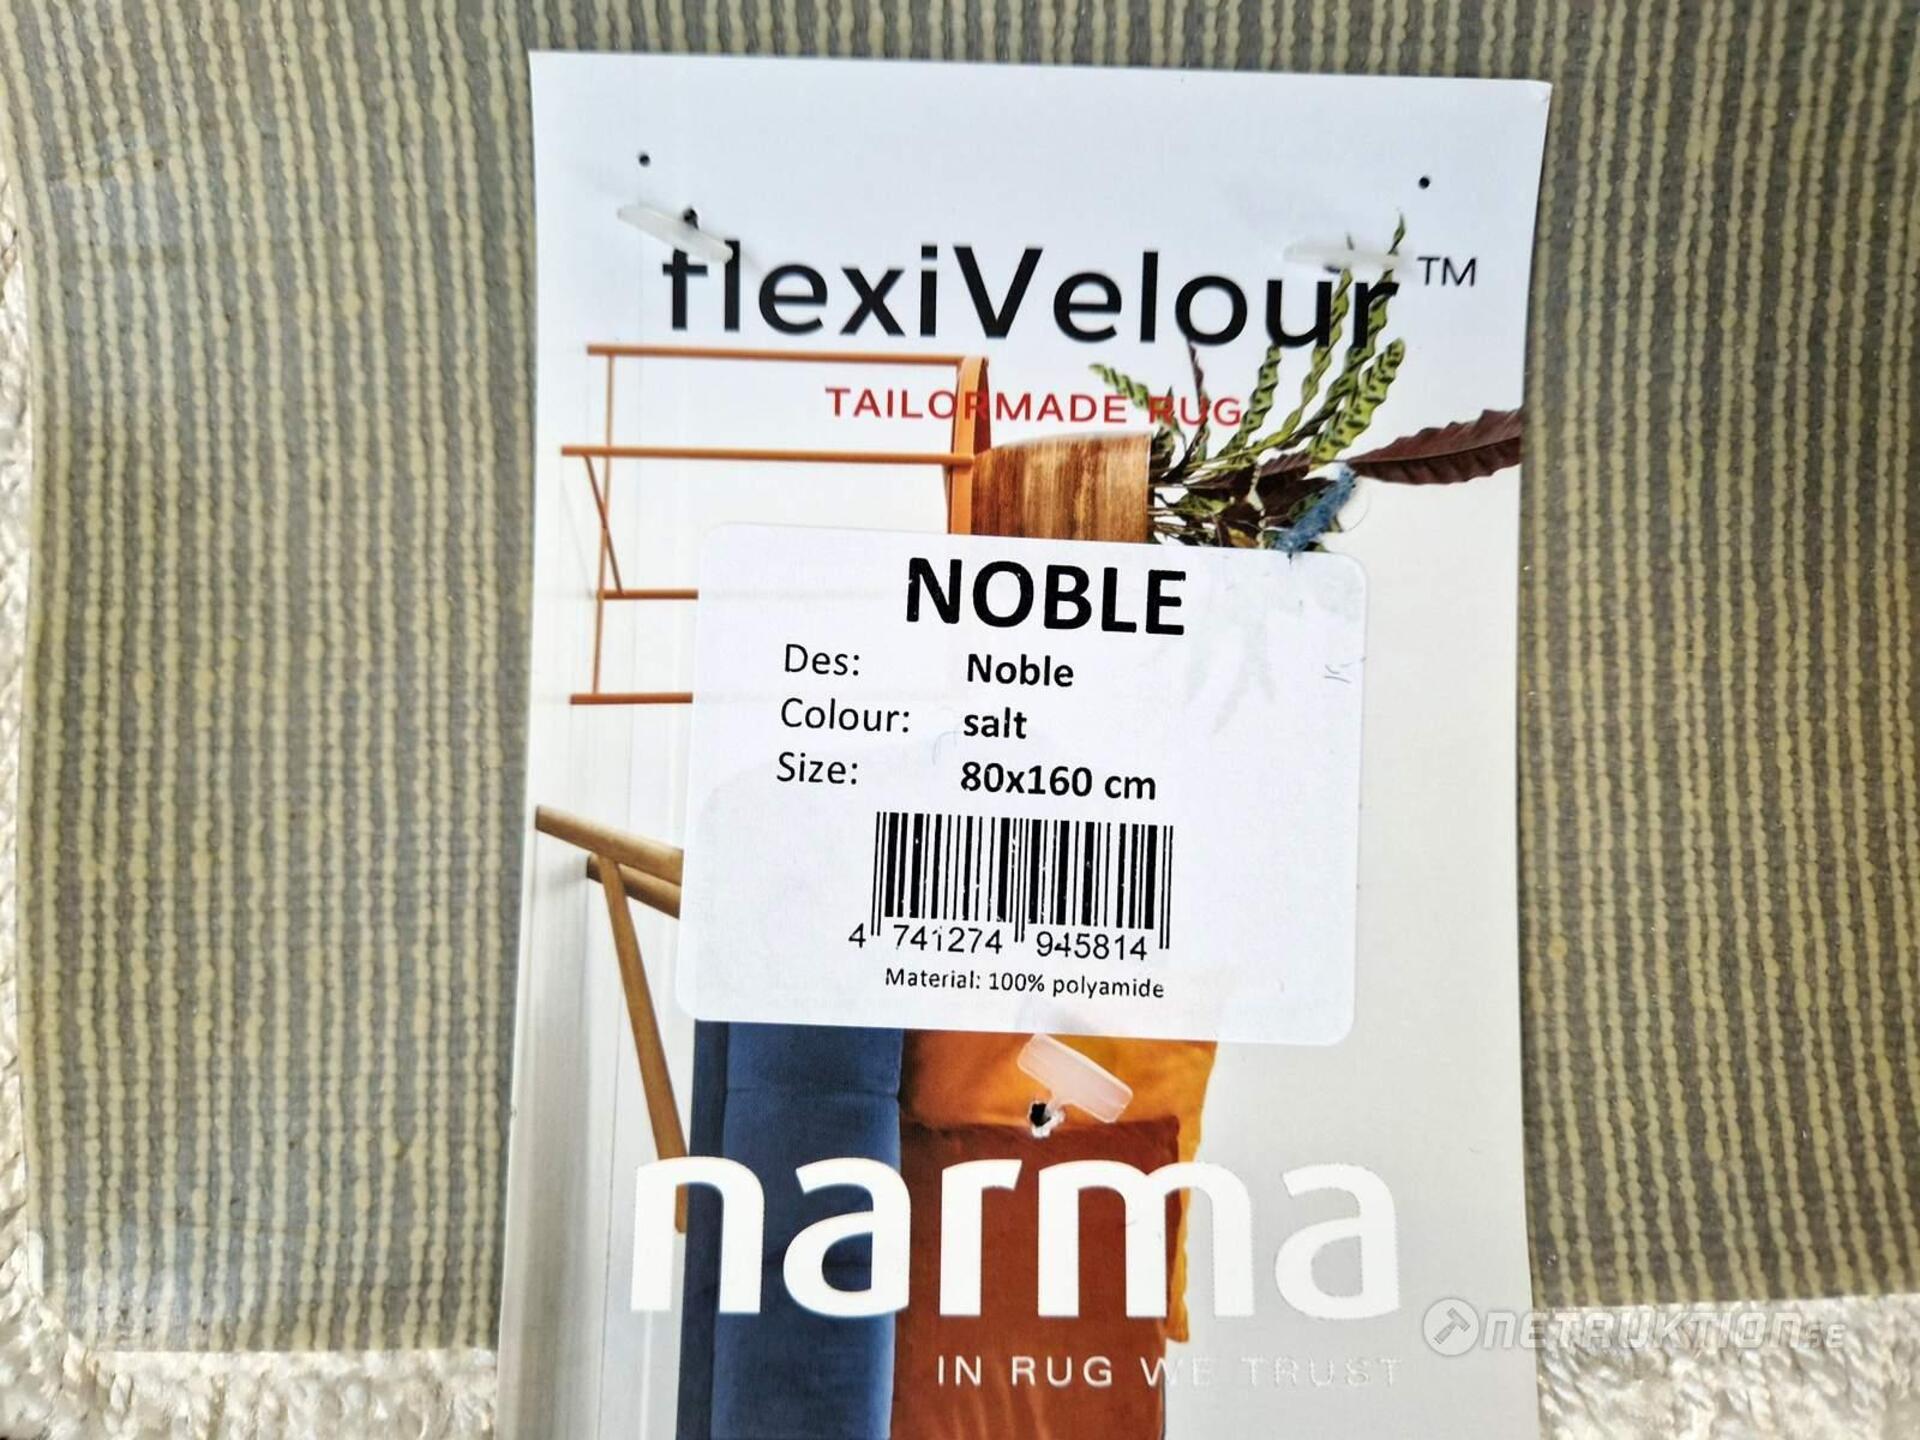 flexiVelour™
TAILORMADE RUG
NOBLE
Des: Noble
Colour: salt
Size: 80x160 cm
4 741274 945814
Material: 100% polyamide
narma
IN RUG WE TRUST
NETAUKTION.SE